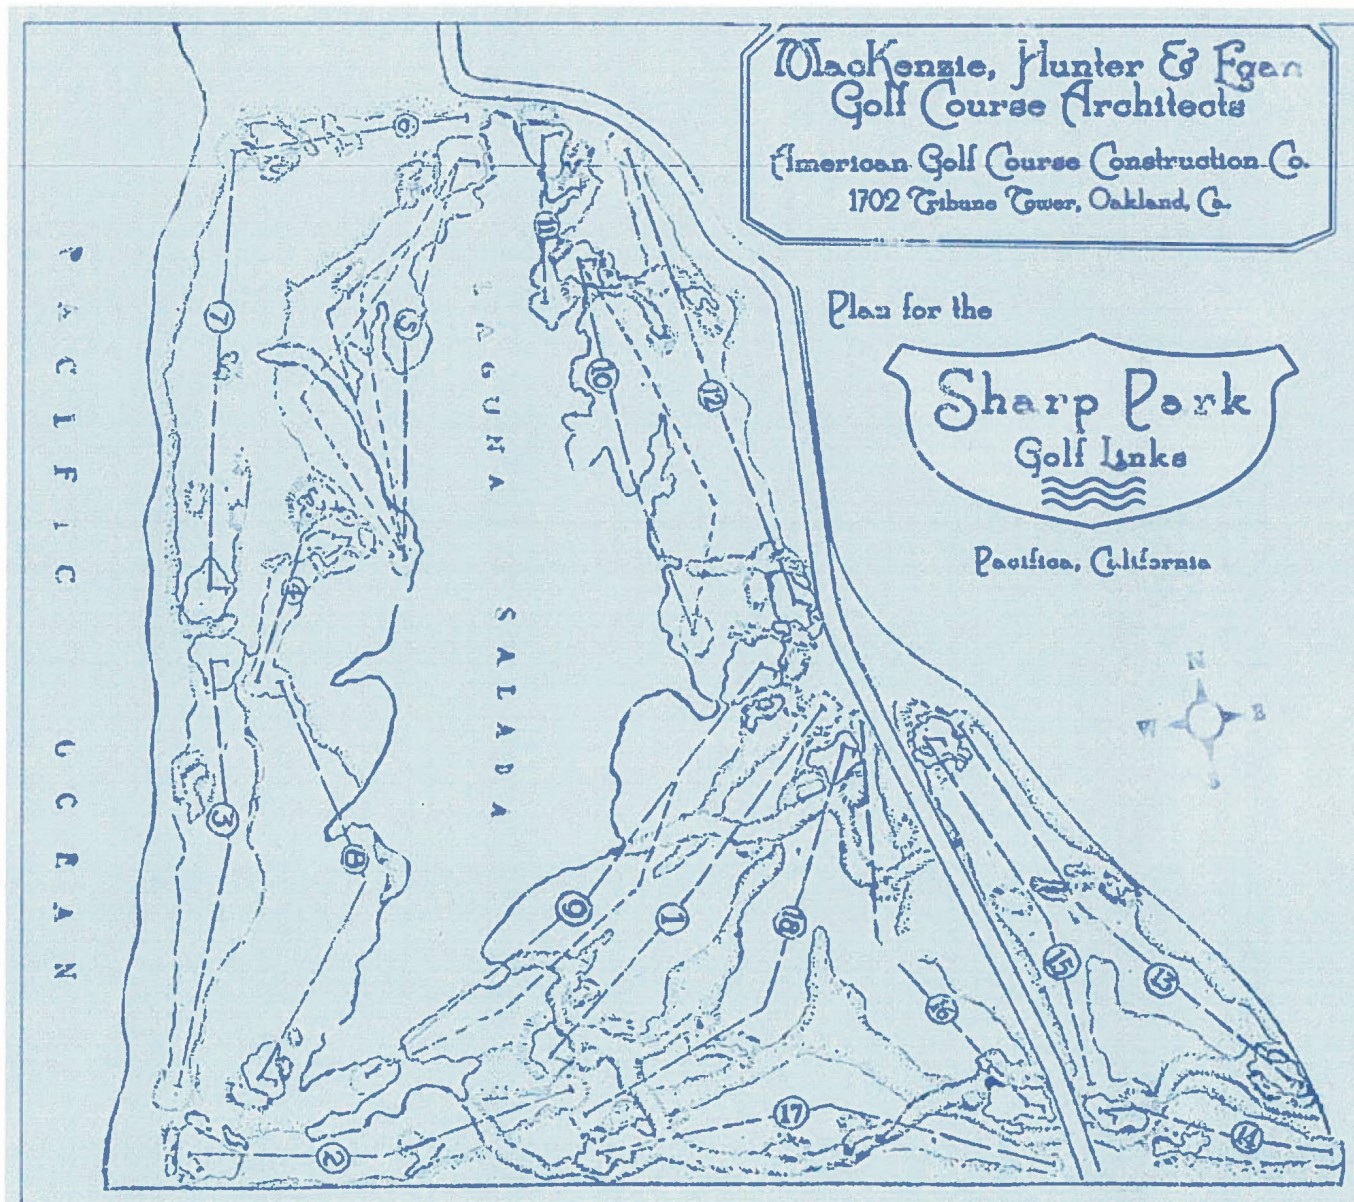 MacKenzie, Hunter & Egan
Golf Course Architects
American Golf Course Construction Co.
1702 Tribune Tower, Oakland, Ca.
Plan for the
Sharp Park
Golf Links
Pacifica, California
N
W E
S
PACIFIC OCEAN
LAGUNA SALADA
6
7
5
11
10
12
4
3
8
9
1
18
15
13
16
2
17
14